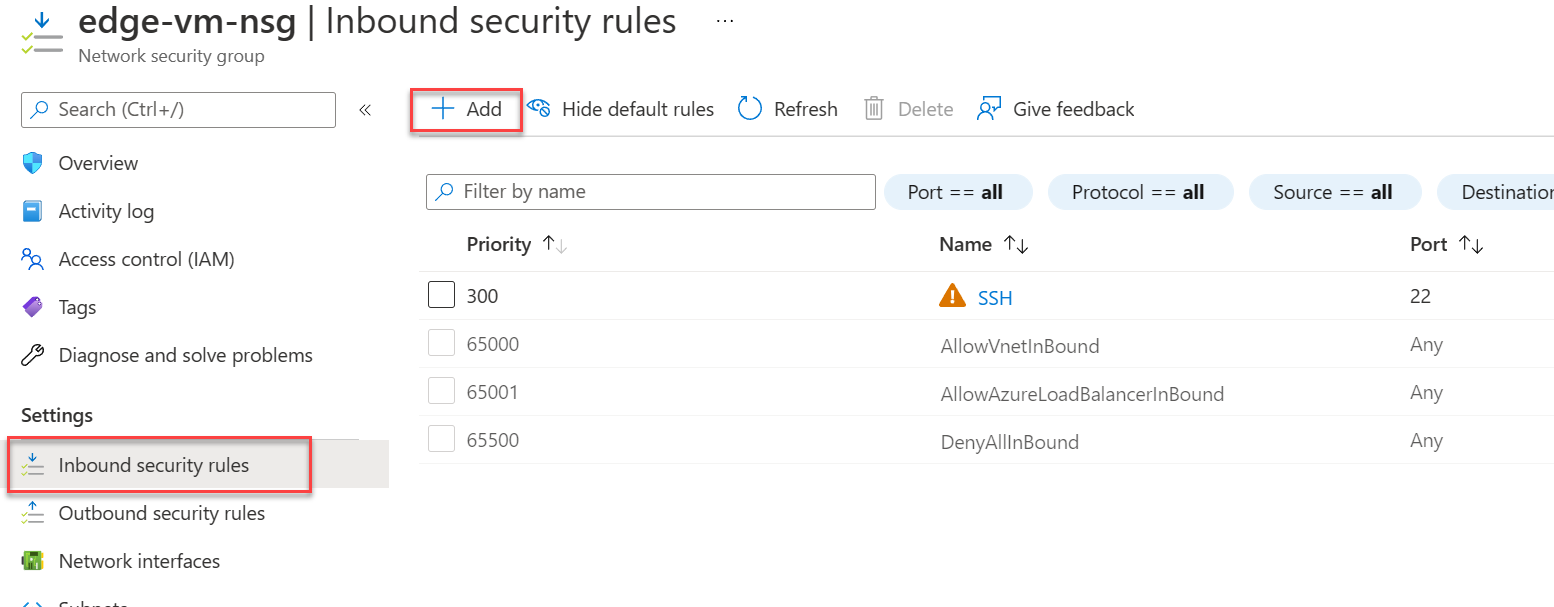 edge-vm-nsg | Inbound security rules ...
Network security group
Search (Ctrl+/) «
Add Hide default rules Refresh Delete Give feedback
Overview
Activity log
Access control (IAM)
Tags
Diagnose and solve problems
Settings
Inbound security rules
Outbound security rules
Network interfaces
Subnets
Filter by name Port == all Protocol == all Source == all Destination
Priority ↑↓ Name ↑↓ Port ↑↓
300 SSH 22
65000 AllowVnetInBound Any
65001 AllowAzureLoadBalancerInBound Any
65500 DenyAllInBound Any